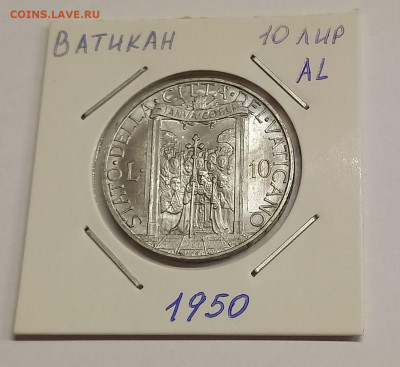 COINS.LAVE.RU
ВАТИКАН 10 ЛИР
AL
STATO·DELLA·CITTA·DEL·VATICANO
L. 10
1950